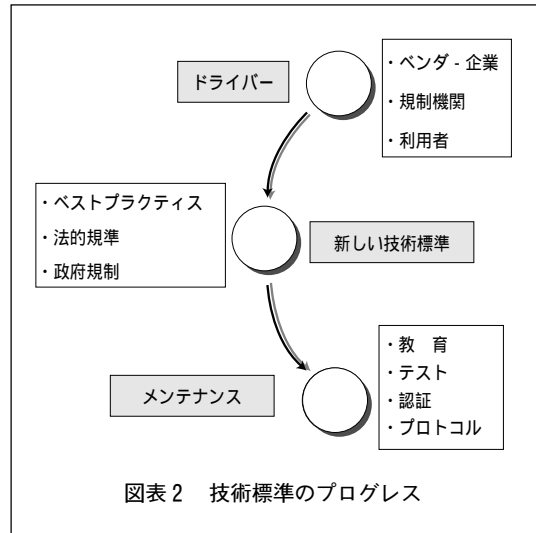 ドライバー
・ベンダ - 企業
・規制機関
・利用者
・ベストプラクティス
・法的規準
・政府規制
新しい技術標準
メンテナンス
・教　育
・テスト
・認証
・プロトコル
図表２　技術標準のプログレス